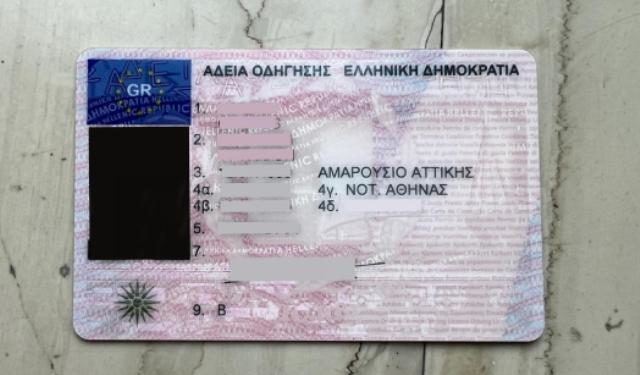 GR
ΑΔΕΙΑ ΟΔΗΓΗΣΗΣ ΕΛΛΗΝΙΚΗ ΔΗΜΟΚΡΑΤΙΑ
1.
2.
3. ΑΜΑΡΟΥΣΙΟ ΑΤΤΙΚΗΣ
4α. 4γ. ΝΟΤ. ΑΘΗΝΑΣ
4β. 4δ.
5.
7.
9. Β